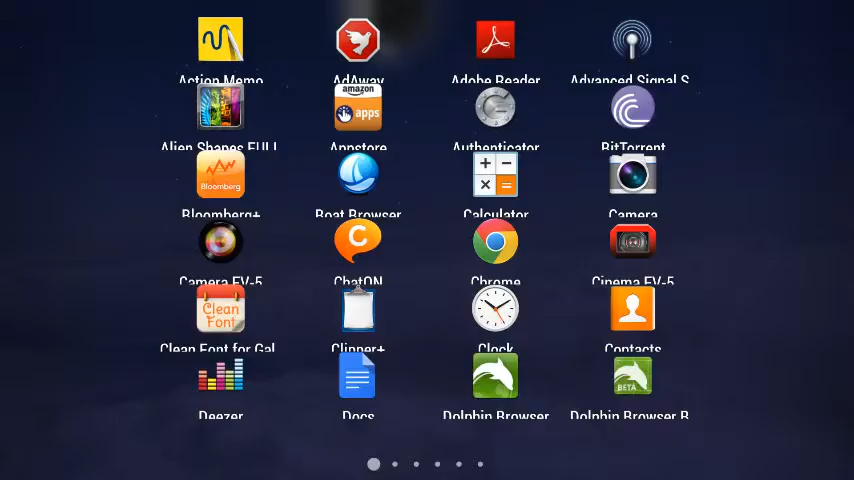 Action Memo
AdAway
Adobe Reader
Advanced Signal S
amazon
apps
Alien Shapes FULL
Appstore
Authenticator
BitTorrent
Bloomberg
+ −
× =
Bloomberg+
Boat Browser
Calculator
Camera
C
Camera FV-5
ChatON
Chrome
Cinema FV-5
Clean
Font
Clean Font for Gal
Clipper+
Clock
Contacts
BETA
Deezer
Docs
Dolphin Browser
Dolphin Browser B